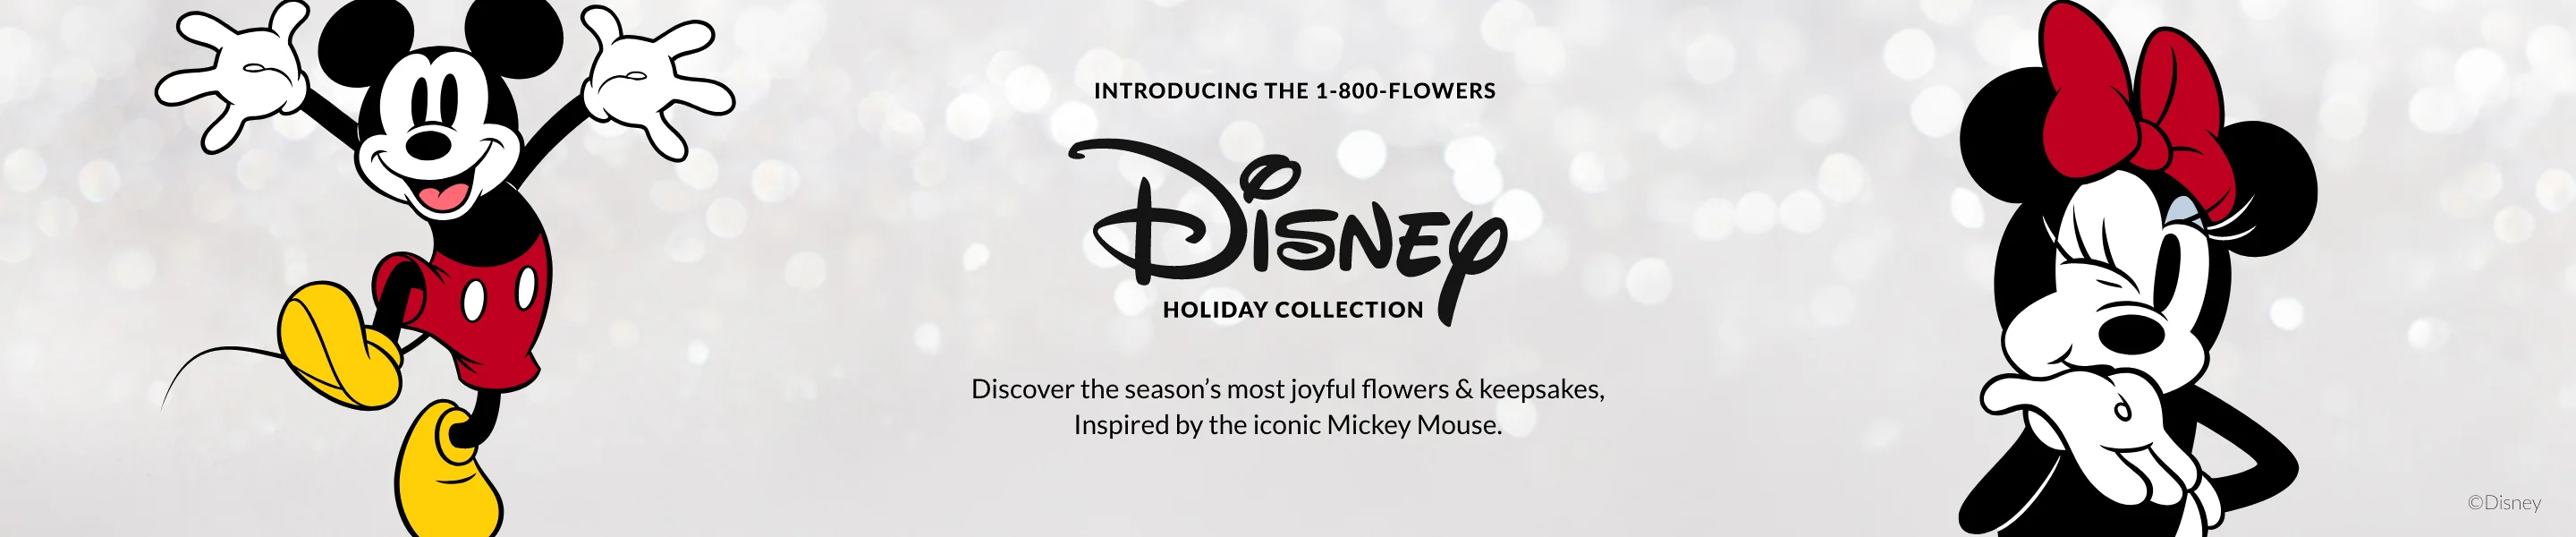 INTRODUCING THE 1-800-FLOWERS
Disney
HOLIDAY COLLECTION
Discover the season’s most joyful flowers & keepsakes,
Inspired by the iconic Mickey Mouse.
©Disney